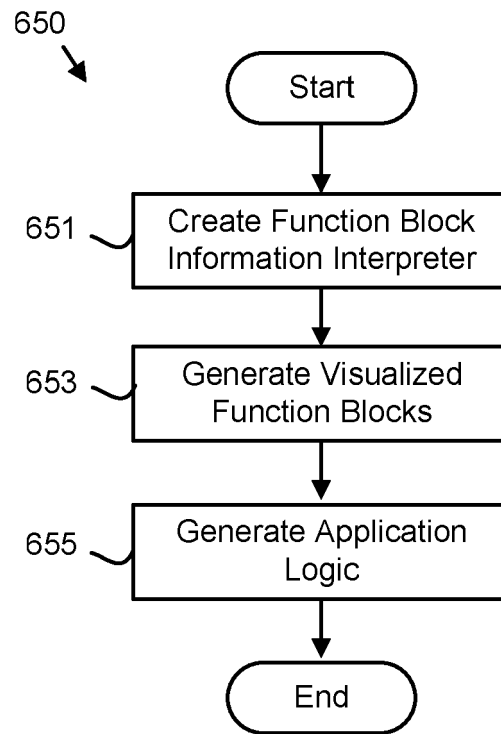 650
Start
651
Create Function Block
Information Interpreter
653
Generate Visualized
Function Blocks
655
Generate Application
Logic
End